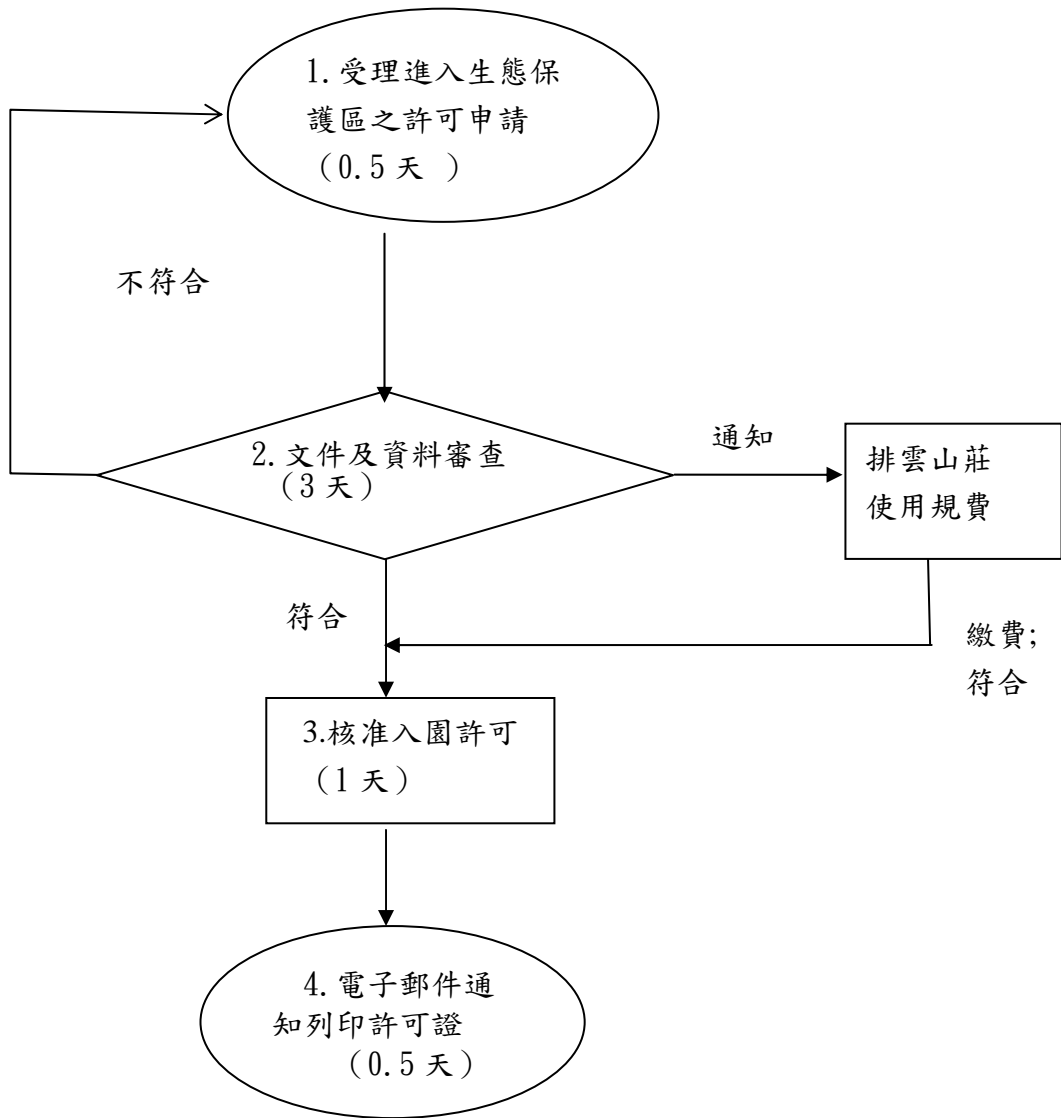 1.受理進入生態保
護區之許可申請
(0.5天 )
不符合
2.文件及資料審查
(3天)
通知
排雲山莊
使用規費
符合
繳費;
符合
3.核准入園許可
(1天)
4.電子郵件通
知列印許可證
(0.5天)